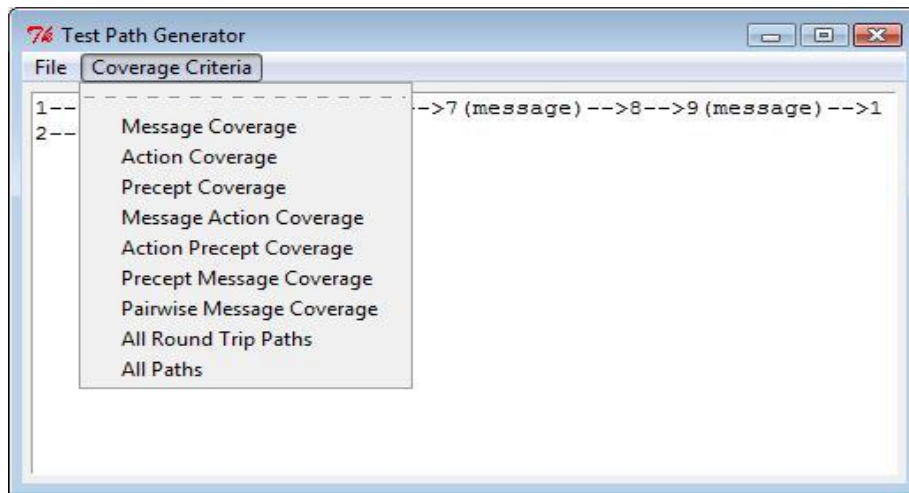 Test Path Generator
File Coverage Criteria
1-- -->7(message)-->8-->9(message)-->1
2--
Message Coverage
Action Coverage
Precept Coverage
Message Action Coverage
Action Precept Coverage
Precept Message Coverage
Pairwise Message Coverage
All Round Trip Paths
All Paths